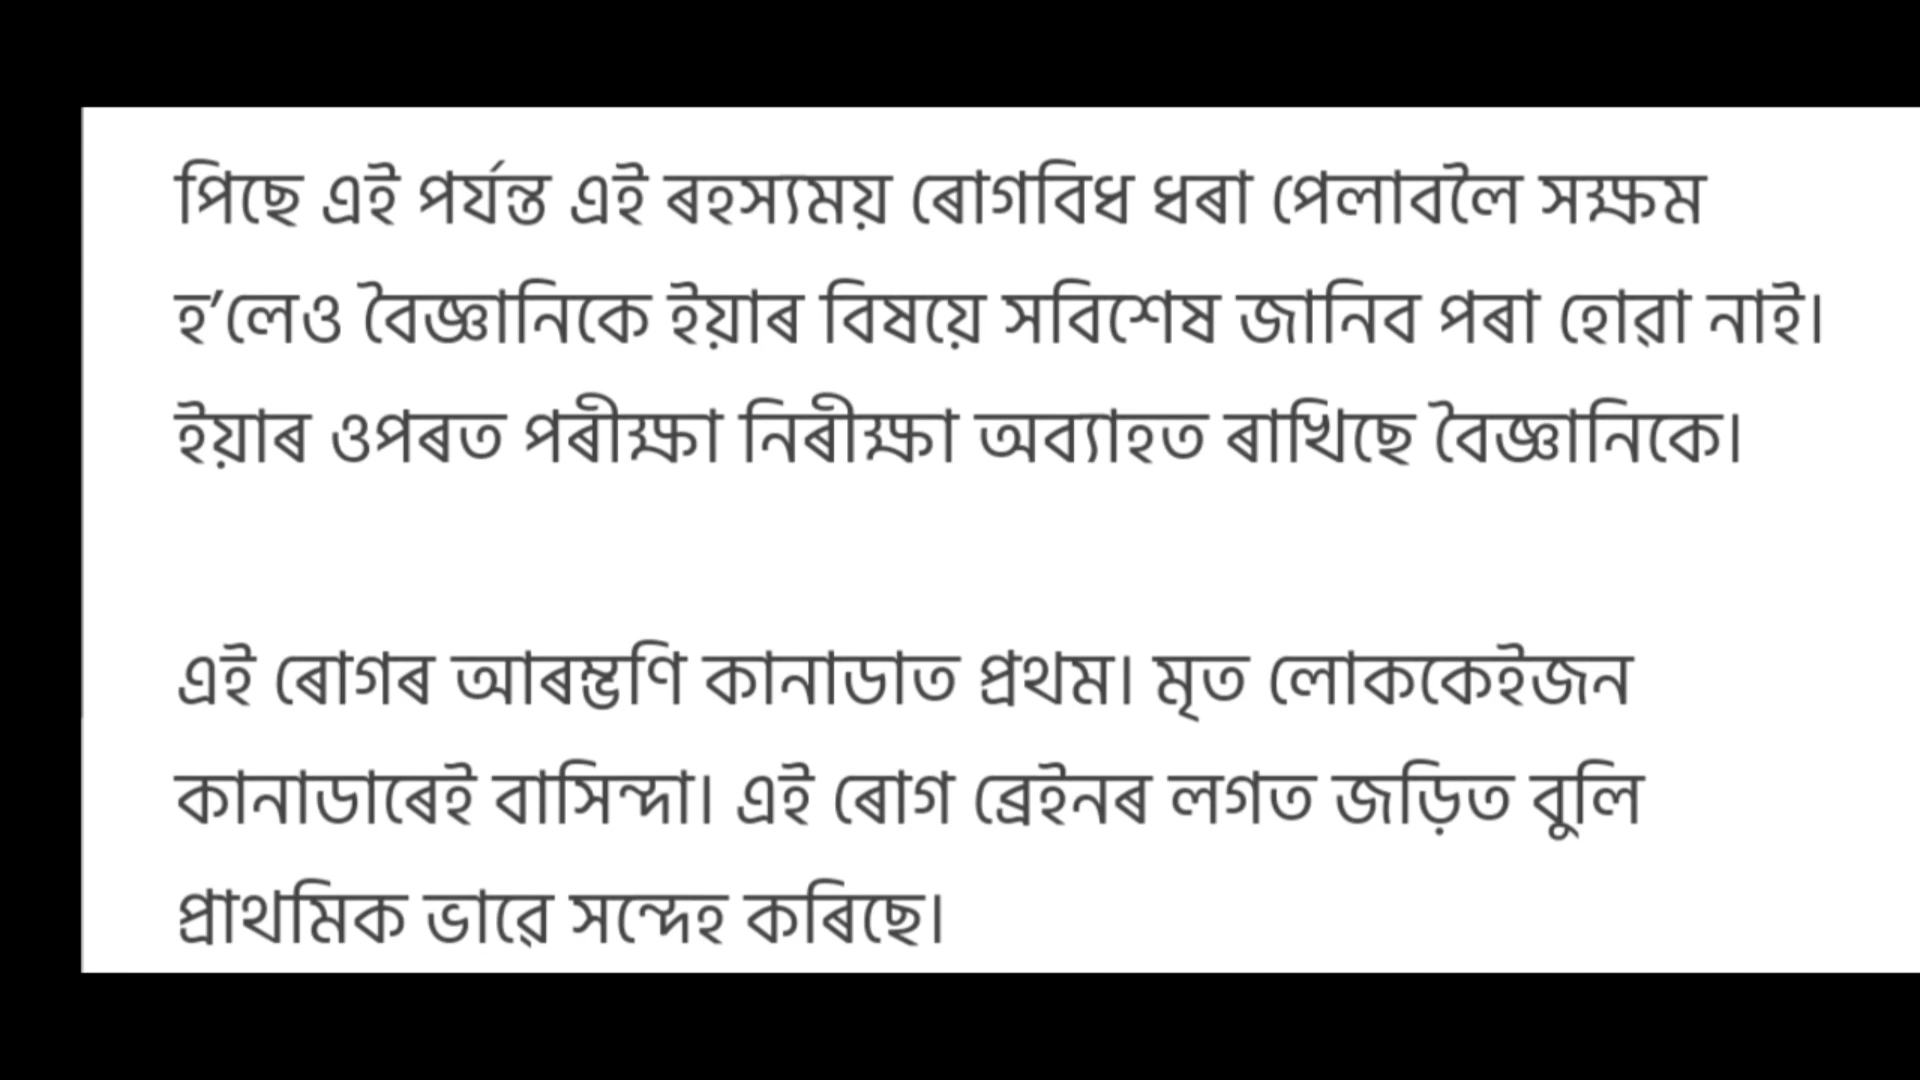 পিছে এই পৰ্যন্ত এই ৰহস্যময় ৰোগবিধ ধৰা পেলাবলৈ সক্ষম
হ’লেও বৈজ্ঞানিকে ইয়াৰ বিষয়ে সবিশেষ জানিব পৰা হোৱা নাই।
ইয়াৰ ওপৰত পৰীক্ষা নিৰীক্ষা অব্যাহত ৰাখিছে বৈজ্ঞানিকে।
এই ৰোগৰ আৰম্ভণি কানাডাত প্ৰথম। মৃত লোককেইজন
কানাডাৰেই বাসিন্দা। এই ৰোগ ব্ৰেইনৰ লগত জড়িত বুলি
প্ৰাথমিক ভাৱে সন্দেহ কৰিছে।